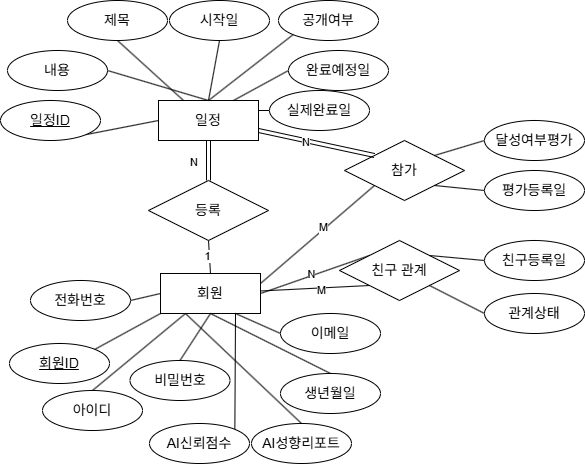 제목
시작일
공개여부
내용
완료예정일
일정ID
일정
실제완료일
N
달성여부평가
N
참가
평가등록일
등록
M
1
친구등록일
친구 관계
N
M
회원
전화번호
관계상태
이메일
회원ID
비밀번호
생년월일
아이디
AI신뢰점수
AI성향리포트